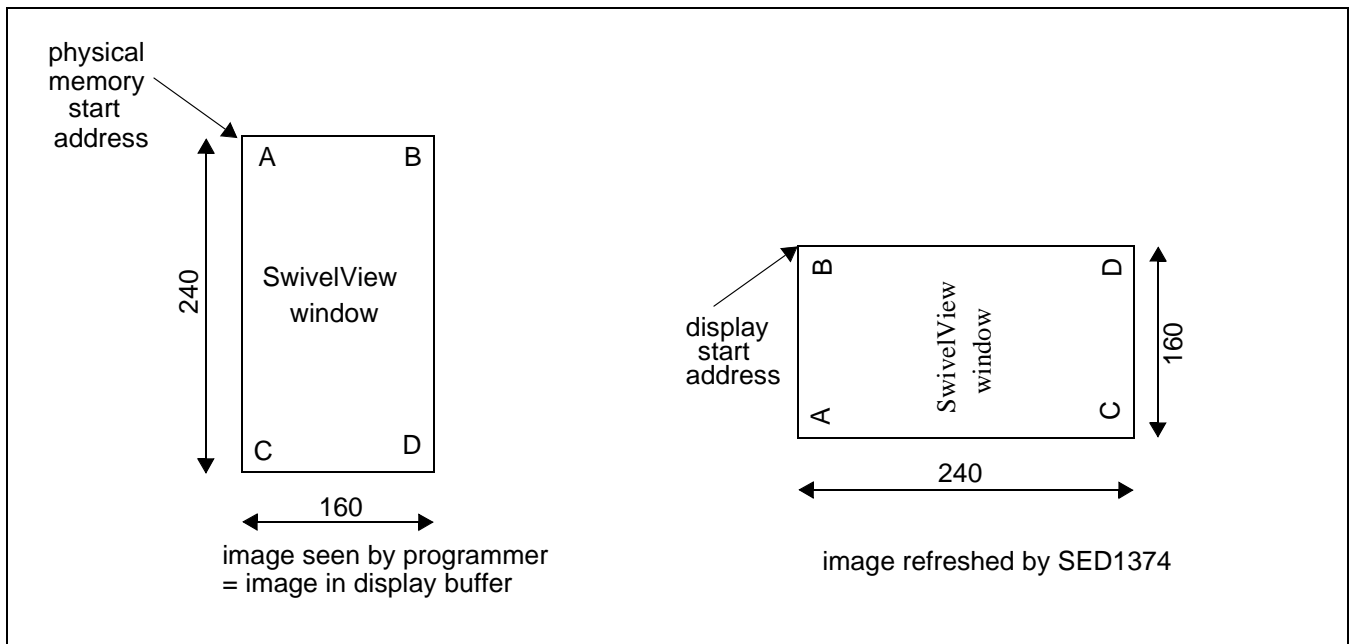 physical
memory
start
address
A
B
240
SwivelView
window
C
D
160
image seen by programmer
= image in display buffer
display
start
address
B
D
SwivelView
window
160
A
C
240
image refreshed by SED1374